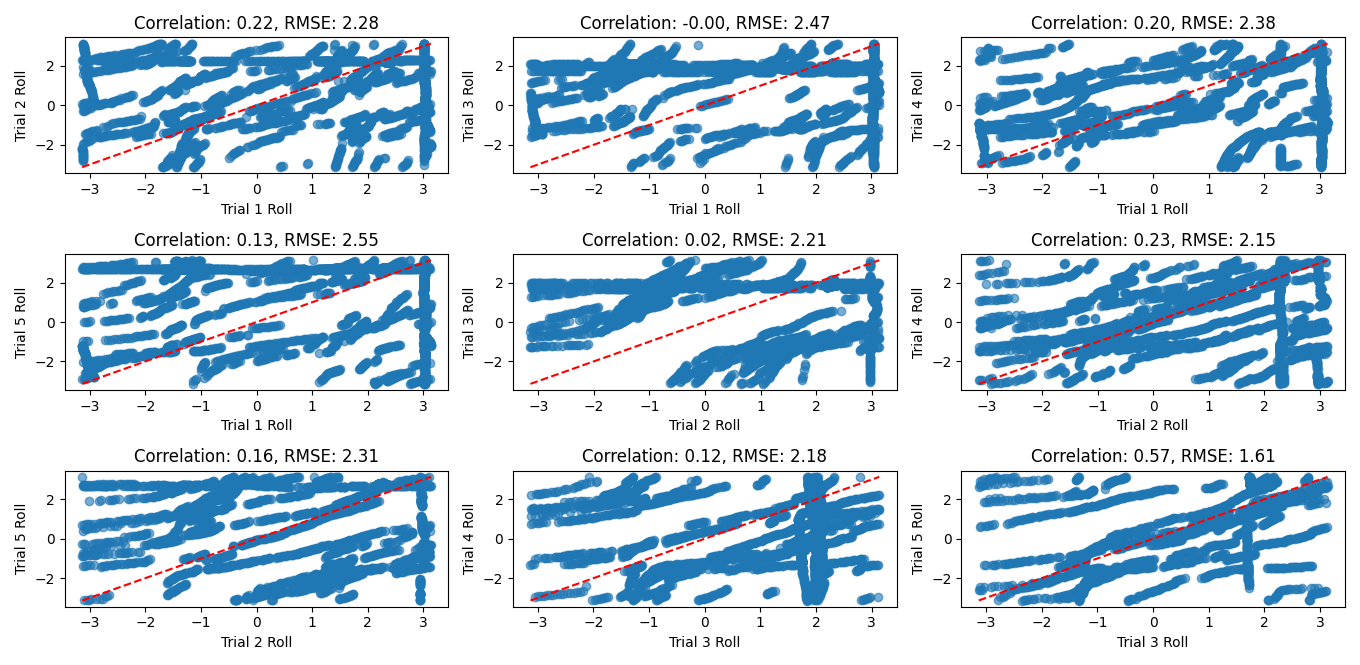 Correlation: 0.22, RMSE: 2.28
Trial 2 Roll
2
0
−2
−3 −2 −1 0 1 2 3
Trial 1 Roll
Correlation: -0.00, RMSE: 2.47
Trial 3 Roll
2
0
−2
−3 −2 −1 0 1 2 3
Trial 1 Roll
Correlation: 0.20, RMSE: 2.38
Trial 4 Roll
2
0
−2
−3 −2 −1 0 1 2 3
Trial 1 Roll
Correlation: 0.13, RMSE: 2.55
Trial 5 Roll
2
0
−2
−3 −2 −1 0 1 2 3
Trial 1 Roll
Correlation: 0.02, RMSE: 2.21
Trial 3 Roll
2
0
−2
−3 −2 −1 0 1 2 3
Trial 2 Roll
Correlation: 0.23, RMSE: 2.15
Trial 4 Roll
2
0
−2
−3 −2 −1 0 1 2 3
Trial 2 Roll
Correlation: 0.16, RMSE: 2.31
Trial 5 Roll
2
0
−2
−3 −2 −1 0 1 2 3
Trial 2 Roll
Correlation: 0.12, RMSE: 2.18
Trial 4 Roll
2
0
−2
−3 −2 −1 0 1 2 3
Trial 3 Roll
Correlation: 0.57, RMSE: 1.61
Trial 5 Roll
2
0
−2
−3 −2 −1 0 1 2 3
Trial 3 Roll